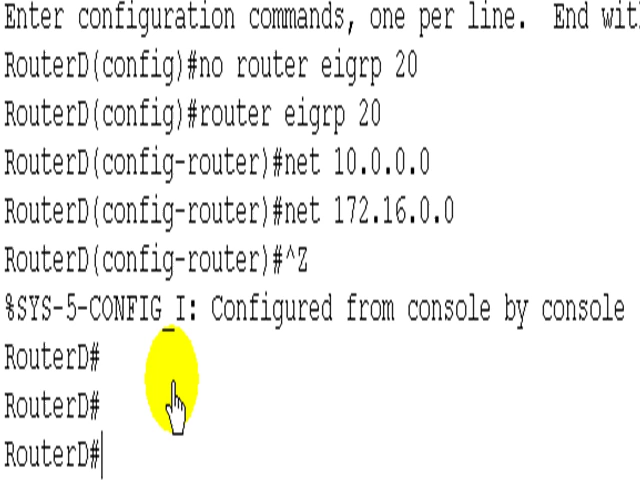 Enter configuration commands, one per line.  End wit
RouterD(config)#no router eigrp 20
RouterD(config)#router eigrp 20
RouterD(config-router)#net 10.0.0.0
RouterD(config-router)#net 172.16.0.0
RouterD(config-router)#^Z
%SYS-5-CONFIG_I: Configured from console by console
RouterD#
RouterD#
RouterD#